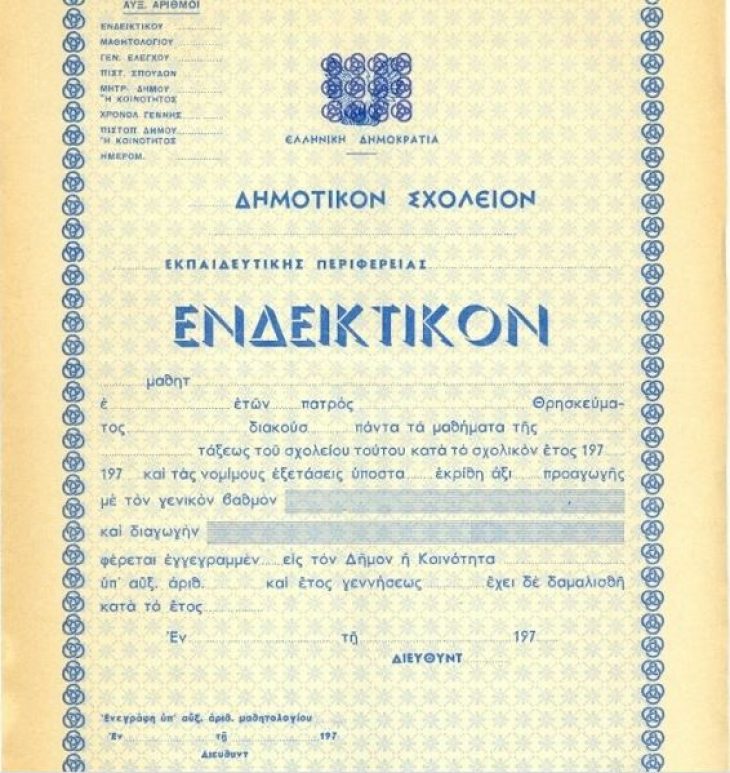 ΑΥΞ. ΑΡΙΘΜΟΙ
ΕΝΔΕΙΚΤΙΚΟΥ
ΜΑΘΗΤΟΛΟΓΙΟΥ
ΓΕΝ. ΕΛΕΓΧΟΥ
ΠΙΣΤ. ΣΠΟΥΔΩΝ
ΜΗΤΡ. ΔΗΜΟΥ
Ἢ ΚΟΙΝΟΤΗΤΟΣ
ΧΡΟΝΟΛ ΓΕΝΝΗΣ
ΠΙΣΤΟΠ. ΔΗΜΟΥ
Ἢ ΚΟΙΝΟΤΗΤΟΣ
ΗΜΕΡΟΜ.
ΕΛΛΗΝΙΚΗ ΔΗΜΟΚΡΑΤΙΑ
ΔΗΜΟΤΙΚΟΝ ΣΧΟΛΕΙΟΝ
ΕΚΠΑΙΔΕΥΤΙΚΗΣ ΠΕΡΙΦΕΡΕΙΑΣ
ΕΝΔΕΙΚΤΙΚΟΝ
μαθητ
ἐ ἐτῶν πατρὸς Θρησκεύμα-
τος διακούσ πάντα τὰ μαθήματα τῆς
τάξεως τοῦ σχολείου τούτου κατὰ τὸ σχολικὸν ἔτος 197
197 καὶ τὰς νομίμους ἐξετάσεις ὑποστα ἐκρίθη ἀξι προαγωγῆς
μὲ τὸν γενικὸν βαθμὸν
καὶ διαγωγὴν
φέρεται ἐγγεγραμμέν εἰς τὸν Δῆμον ἢ Κοινότητα
ὑπ' αὔξ. ἀριθ. καὶ ἔτος γεννήσεως ἔχει δὲ δαμαλισθῆ
κατὰ τὸ ἔτος
Ἐν τῇ 197
ΔΙΕΥΘΥΝΤ
Ἐνεγράφη ὑπ' αὔξ. ἀριθ. μαθητολογίου
Ἐν τῇ 197
Διευθυντ